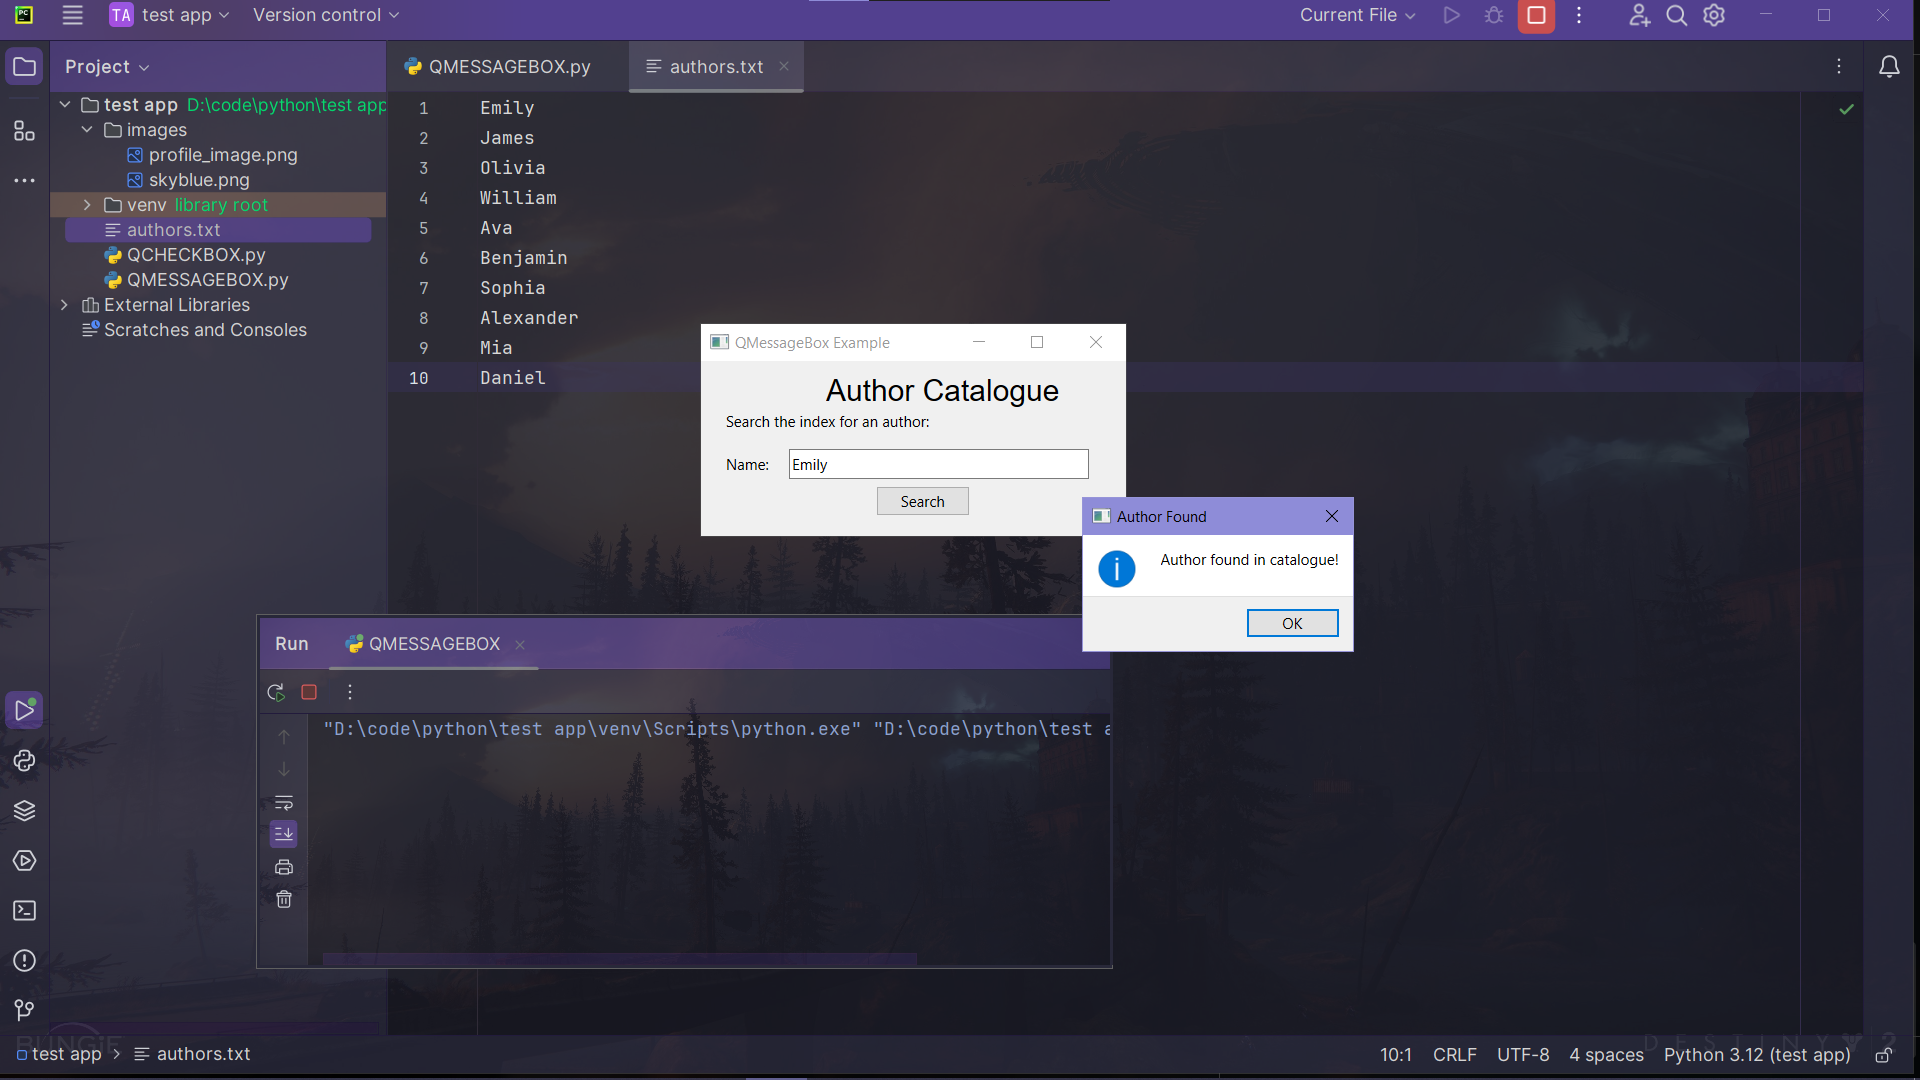 TA test app Version control Current File
Project
QMESSAGEBOX.py
authors.txt
test app D:\code\python\test app
images
profile_image.png
skyblue.png
venv library root
authors.txt
QCHECKBOX.py
QMESSAGEBOX.py
External Libraries
Scratches and Consoles
1 Emily
2 James
3 Olivia
4 William
5 Ava
6 Benjamin
7 Sophia
8 Alexander
9 Mia
10 Daniel
QMessageBox Example
Author Catalogue
Search the index for an author:
Name: Emily
Search
Author Found
Author found in catalogue!
OK
Run QMESSAGEBOX
"D:\code\python\test app\venv\Scripts\python.exe" "D:\code\python\test a
BUNGiE
DESTINY 2
test app authors.txt 10:1 CRLF UTF-8 4 spaces Python 3.12 (test app)